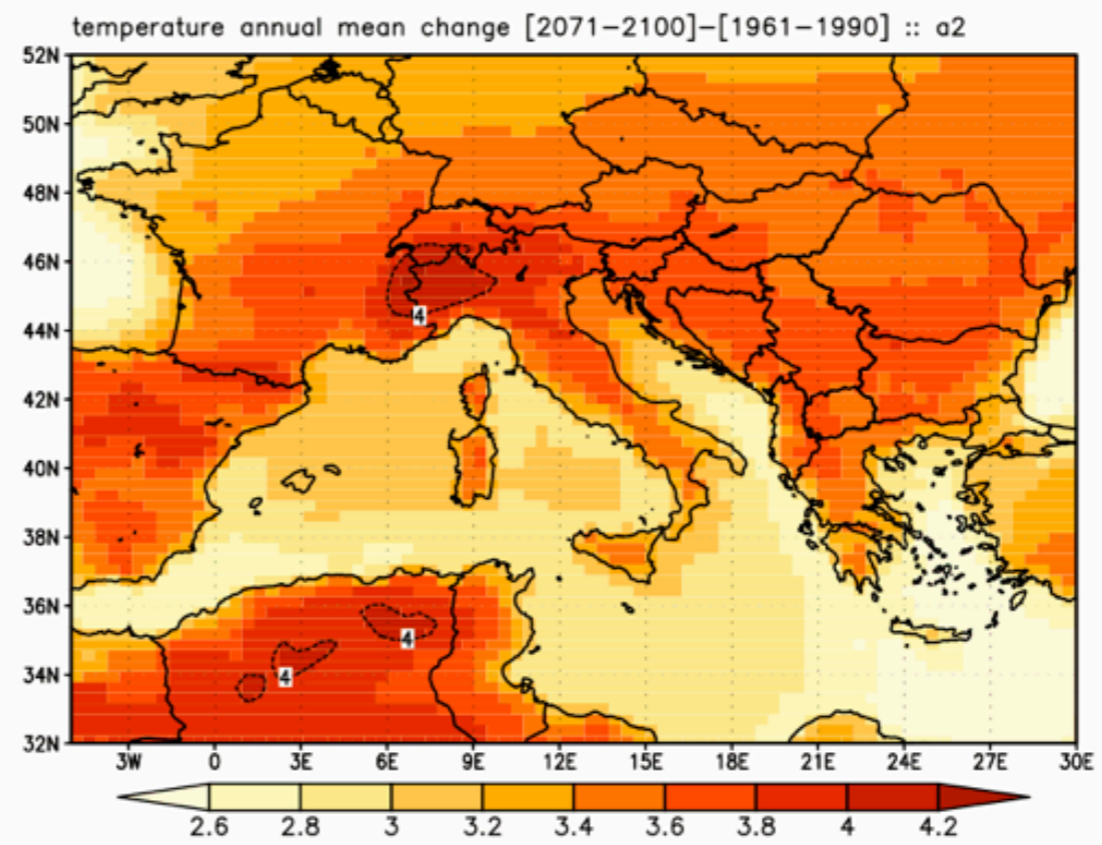 temperature annual mean change [2071−2100]−[1961−1990] :: a2
52N
50N
48N
46N
4
44N
42N
40N
38N
36N
4
34N
4
32N
3W 0 3E 6E 9E 12E 15E 18E 21E 24E 27E 30E
2.6 2.8 3 3.2 3.4 3.6 3.8 4 4.2